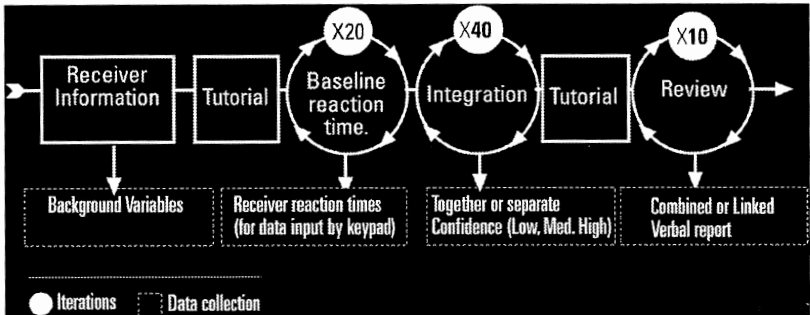 X20
X40
X10
Receiver
Information
Tutorial
Baseline
reaction
time.
Integration
Tutorial
Review
Background Variables
Receiver reaction times
(for data input by keypad)
Together or separate
Confidence (Low, Med. High)
Combined or Linked
Verbal report
Iterations
Data collection